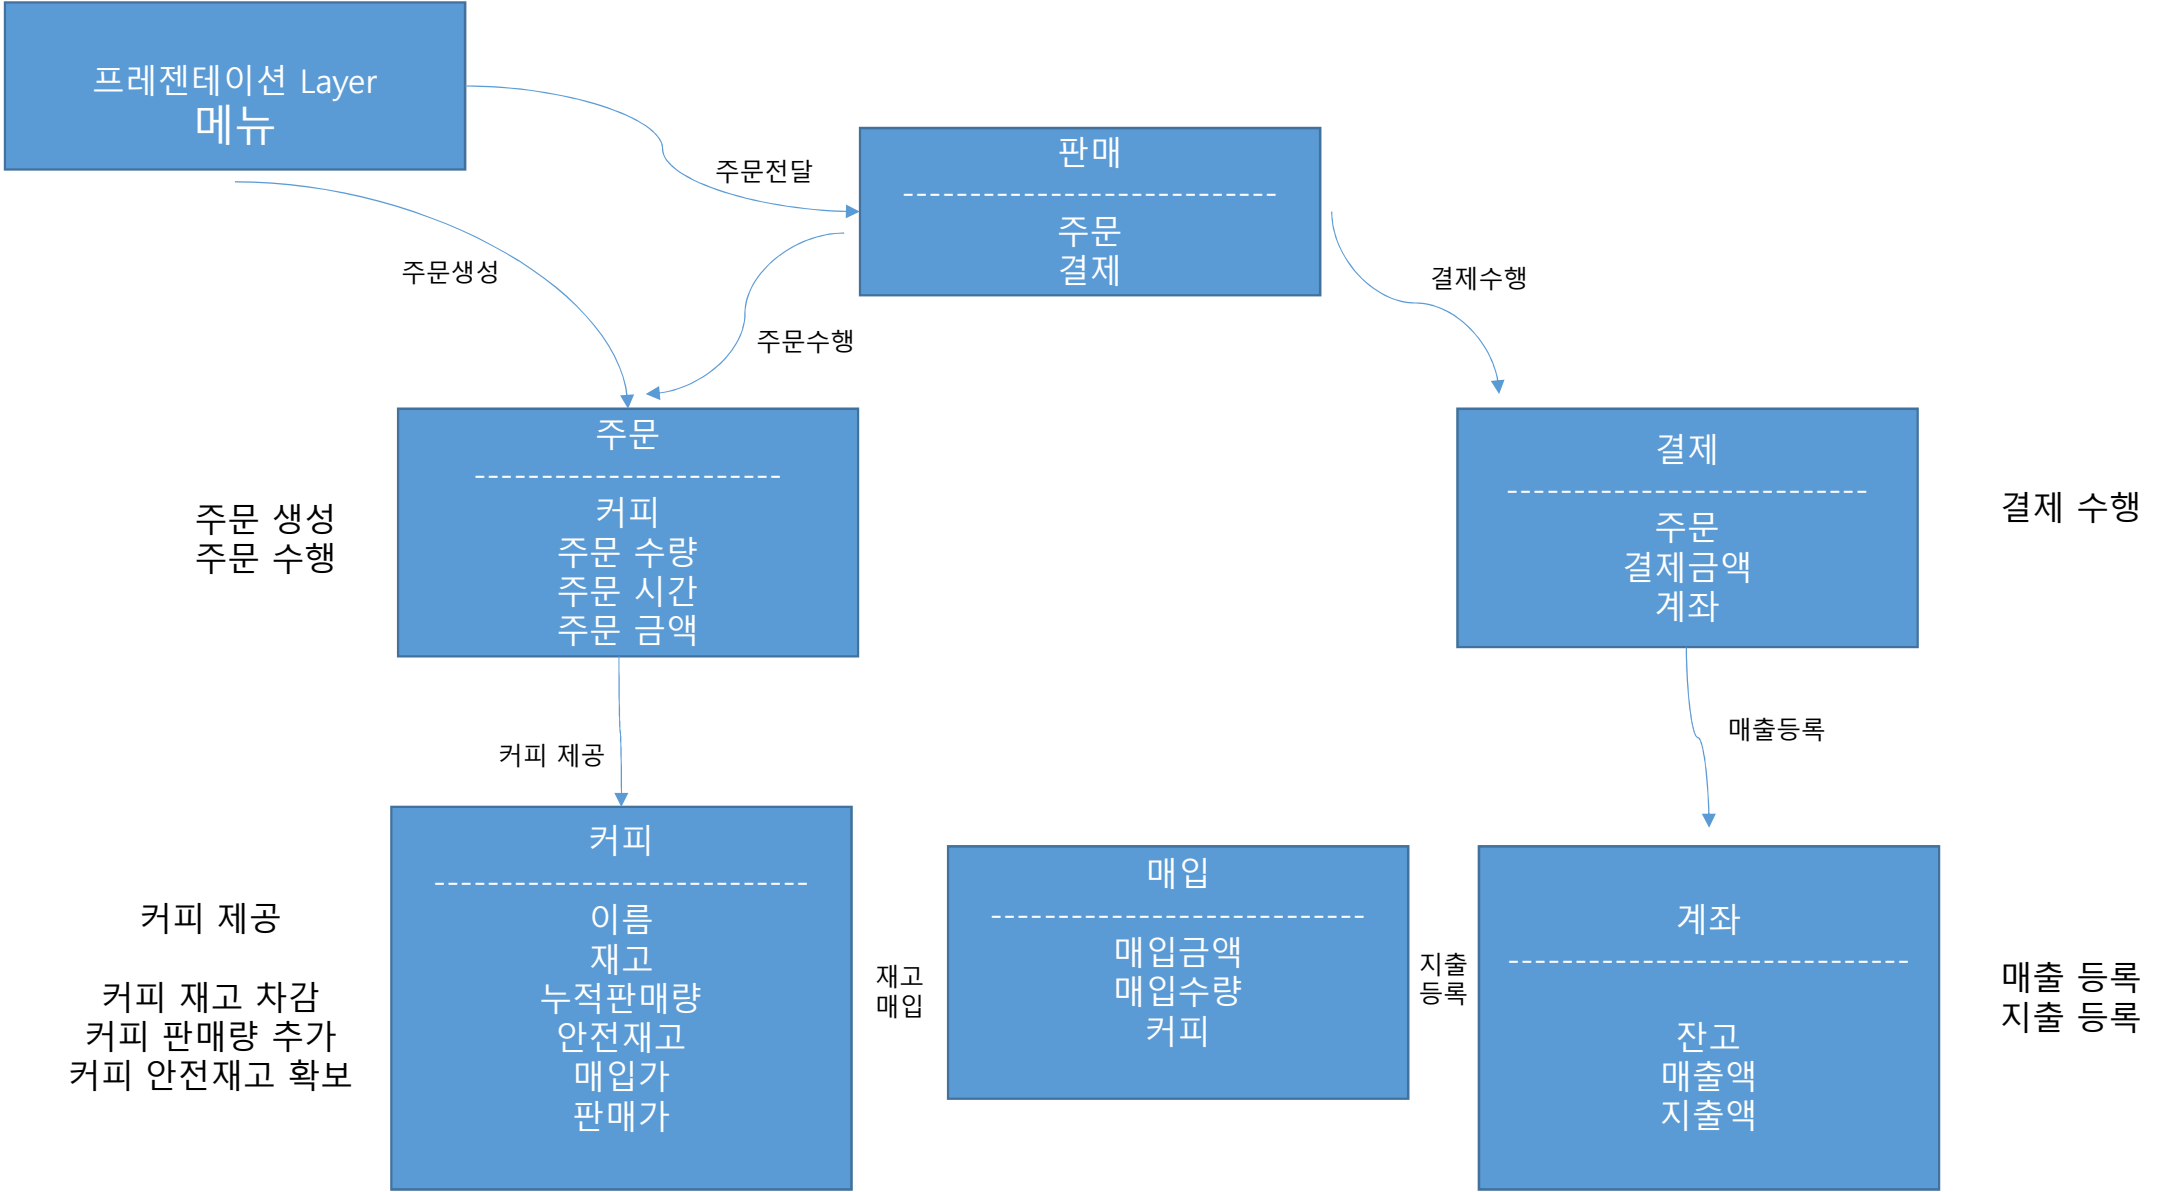 프레젠테이션 Layer
메뉴
주문전달
판매
----------------------------
주문
결제
주문생성
주문수행
결제수행
주문
-----------------------
커피
주문 수량
주문 시간
주문 금액
주문 생성
주문 수행
결제
---------------------------
주문
결제금액
계좌
결제 수행
커피 제공
매출등록
커피
----------------------------
이름
재고
누적판매량
안전재고
매입가
판매가
커피 제공
커피 재고 차감
커피 판매량 추가
커피 안전재고 확보
재고
매입
매입
----------------------------
매입금액
매입수량
커피
지출
등록
계좌
------------------------------
잔고
매출액
지출액
매출 등록
지출 등록